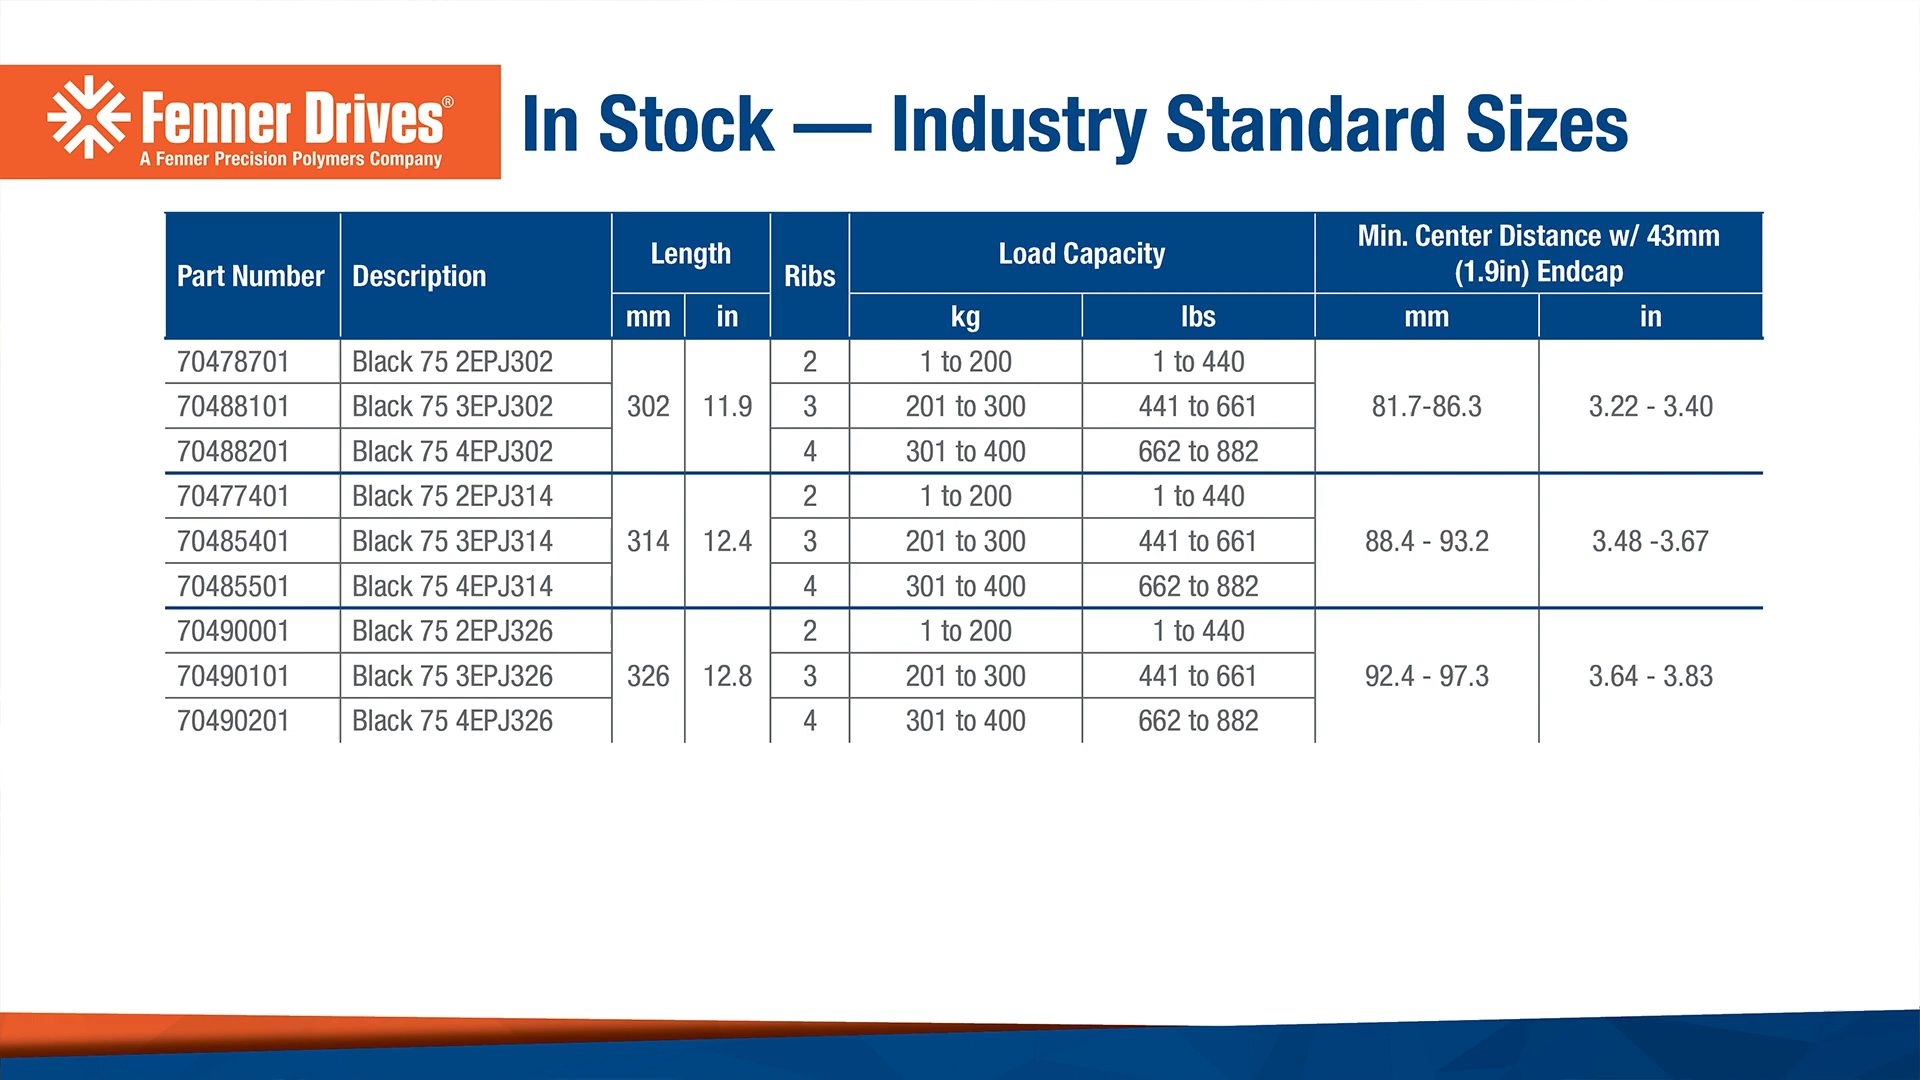 Fenner Drives®
A Fenner Precision Polymers Company
In Stock — Industry Standard Sizes
Part Number Description Length Ribs Load Capacity Min. Center Distance w/ 43mm
(1.9in) Endcap
mm in kg lbs mm in
70478701 Black 75 2EPJ302 2 1 to 200 1 to 440
70488101 Black 75 3EPJ302 302 11.9 3 201 to 300 441 to 661 81.7-86.3 3.22 - 3.40
70488201 Black 75 4EPJ302 4 301 to 400 662 to 882
70477401 Black 75 2EPJ314 2 1 to 200 1 to 440
70485401 Black 75 3EPJ314 314 12.4 3 201 to 300 441 to 661 88.4 - 93.2 3.48 -3.67
70485501 Black 75 4EPJ314 4 301 to 400 662 to 882
70490001 Black 75 2EPJ326 2 1 to 200 1 to 440
70490101 Black 75 3EPJ326 326 12.8 3 201 to 300 441 to 661 92.4 - 97.3 3.64 - 3.83
70490201 Black 75 4EPJ326 4 301 to 400 662 to 882